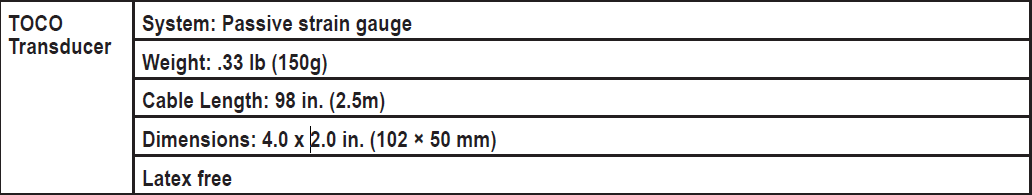 TOCO
Transducer
System: Passive strain gauge
Weight: .33 lb (150g)
Cable Length: 98 in. (2.5m)
Dimensions: 4.0 x 2.0 in. (102 × 50 mm)
Latex free